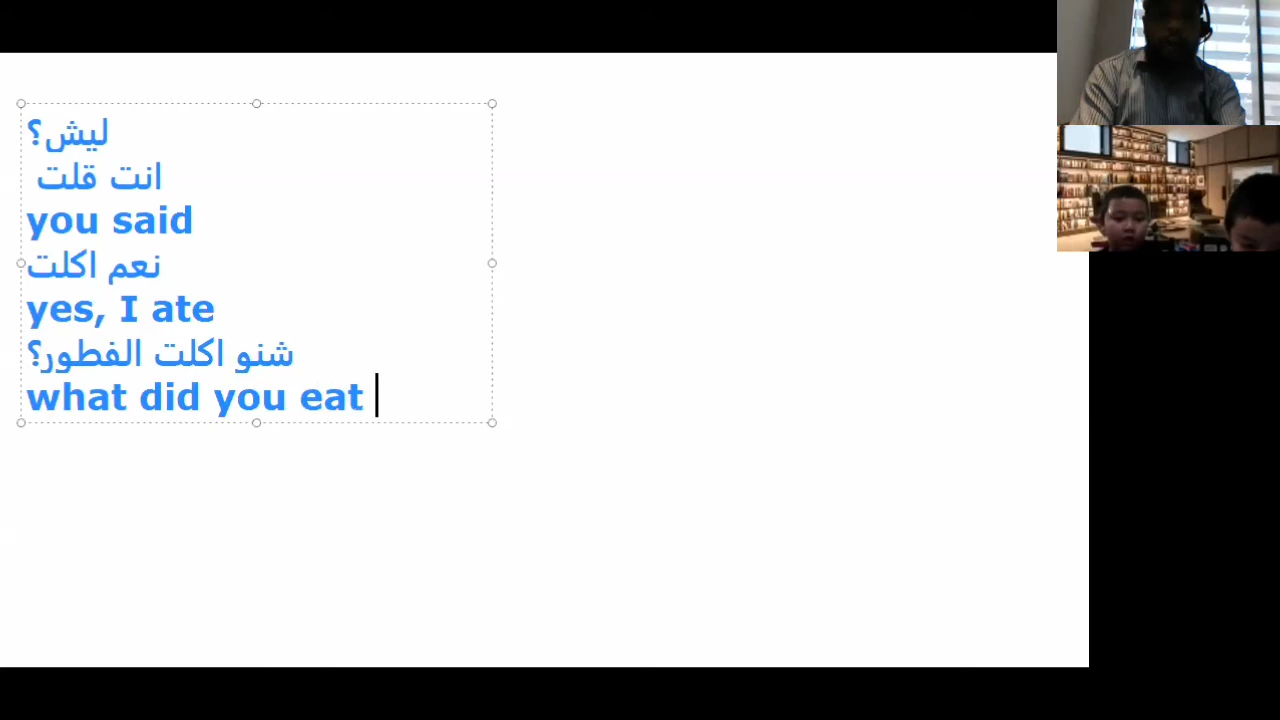 ليش؟
انت قلت
you said
نعم اكلت
yes, I ate
شنو اكلت الفطور؟
what did you eat